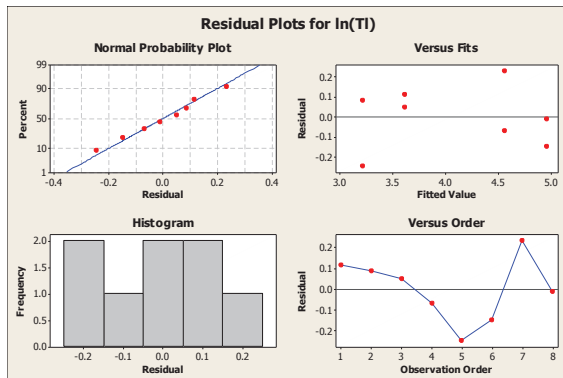 Residual Plots for ln(Tl)
Normal Probability Plot
99
90
50
10
1
Percent
-0.4 -0.2 0.0 0.2 0.4
Residual
Versus Fits
0.2
0.1
0.0
-0.1
-0.2
Residual
3.0 3.5 4.0 4.5 5.0
Fitted Value
Histogram
2.0
1.5
1.0
0.5
0.0
Frequency
-0.2 -0.1 0.0 0.1 0.2
Residual
Versus Order
0.2
0.1
0.0
-0.1
-0.2
Residual
1 2 3 4 5 6 7 8
Observation Order